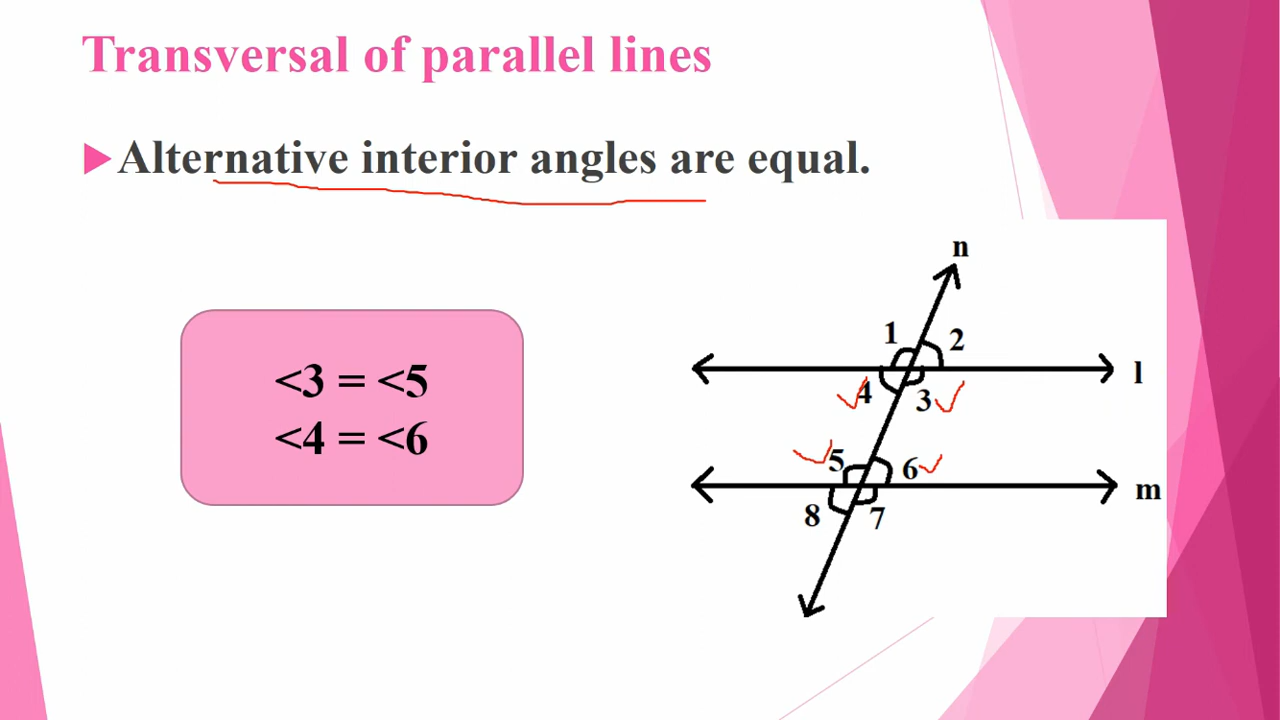 Transversal of parallel lines
Alternative interior angles are equal.
<3 = <5
<4 = <6
n
1 2
l
4 3
5 6
m
8 7